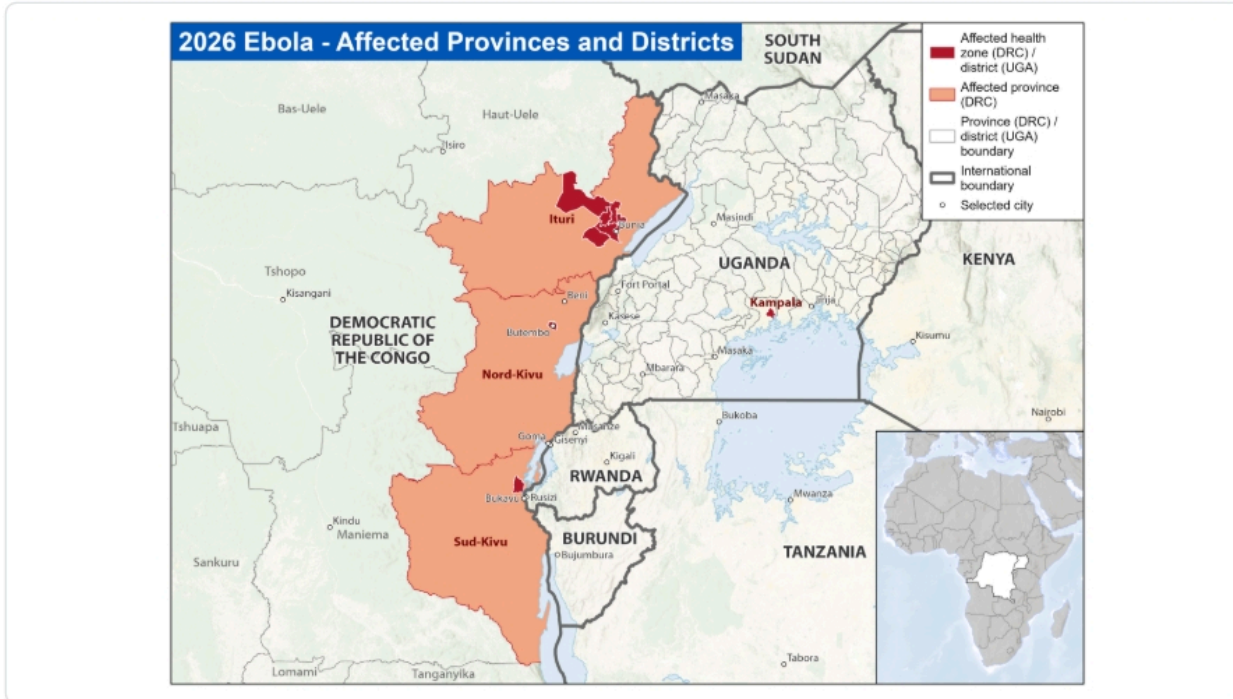 2026 Ebola - Affected Provinces and Districts
SOUTH
SUDAN
Affected health
zone (DRC) /
district (UGA)
Affected province
(DRC)
Province (DRC) /
district (UGA)
boundary
International
boundary
Selected city
Masaka
Bas-Uele
Haut-Uele
Isiro
Ituri
Bunia
Masindi
UGANDA
KENYA
Tshopo
Kisangani
Beni
Fort Portal
Kampala
Jinja
DEMOCRATIC
REPUBLIC OF
THE CONGO
Butembo
Kasese
Kisumu
Masaka
Nord-Kivu
Mbarara
Nairobi
Bukoba
Tshuapa
Goma
Gisenyi
Masanze
Kigali
RWANDA
Bukavu
Rusizi
Mwanza
Kindu
Maniema
Sud-Kivu
BURUNDI
Bujumbura
TANZANIA
Sankuru
Tabora
Lomami
Tanganyika